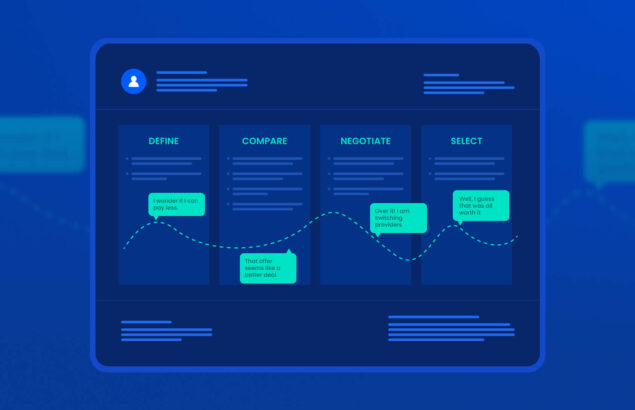 DEFINE
COMPARE
NEGOTIATE
SELECT
I wonder if I can
pay less.
That offer
seems like a
better deal.
Over it! I am
switching
providers
Well, I guess
that was all
worth it